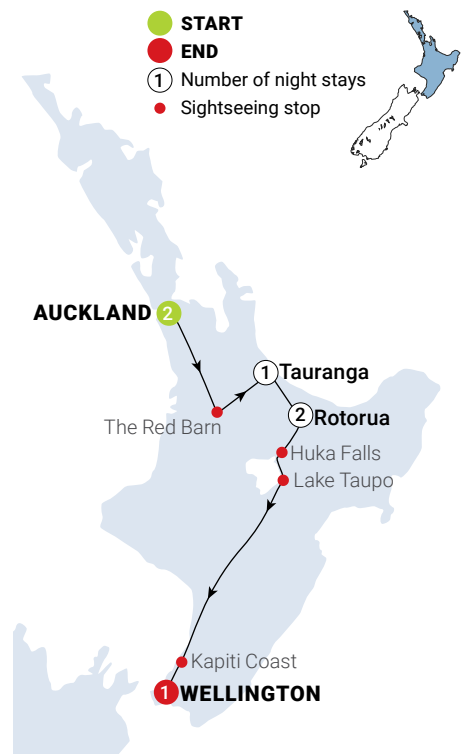 START
END
1 Number of night stays
Sightseeing stop
AUCKLAND 2
1 Tauranga
The Red Barn
2 Rotorua
Huka Falls
Lake Taupo
Kapiti Coast
1 WELLINGTON